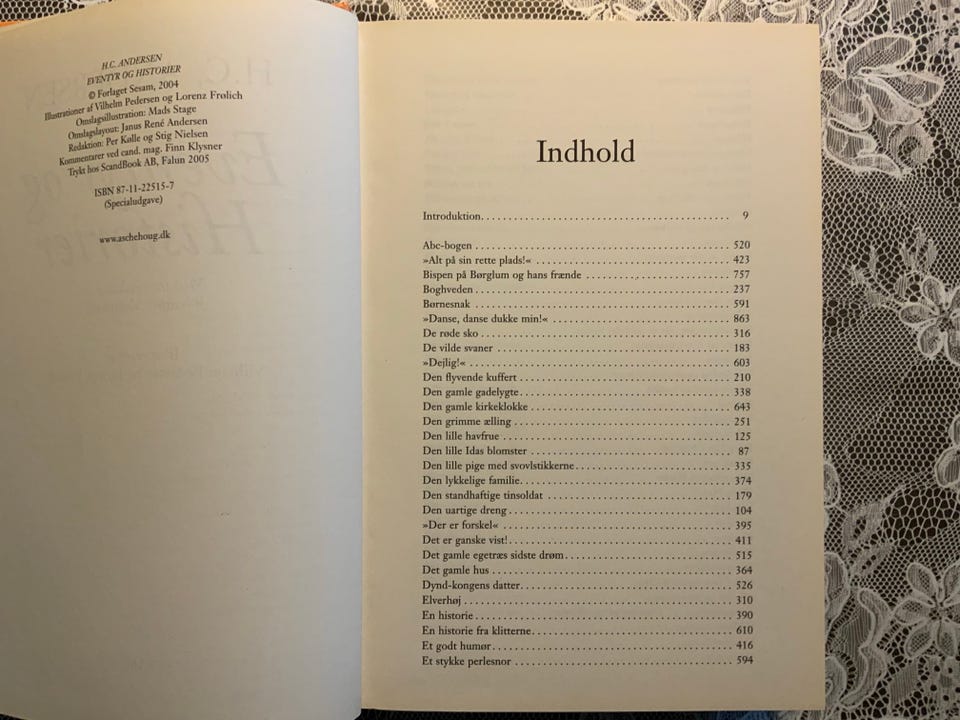 H.C. ANDERSEN
EVENTYR OG HISTORIER
© Forlaget Sesam, 2004
Illustrationer af Vilhelm Pedersen og Lorenz Frølich
Omslagsillustration: Mads Stage
Omslagslayout: Janus René Andersen
Redaktion: Per Kølle og Stig Nielsen
Kommentarer ved cand. mag. Finn Klysner
Trykt hos ScandBook AB, Falun 2005
ISBN 87-11-22515-7
(Specialudgave)
www.aschehoug.dk
Indhold
Introduktion. . . . . . . . . . . . . . . . . . . . 9
Abc-bogen . . . . . . . . . . . . . . . . . . . . 520
»Alt på sin rette plads!« . . . . . . . . . . . . . . . . . . . . 423
Bispen på Børglum og hans frænde . . . . . . . . . . . . . . . . . . . . 757
Boghveden . . . . . . . . . . . . . . . . . . . . 237
Børnesnak . . . . . . . . . . . . . . . . . . . . 591
»Danse, danse dukke min!« . . . . . . . . . . . . . . . . . . . . 863
De røde sko . . . . . . . . . . . . . . . . . . . . 316
De vilde svaner . . . . . . . . . . . . . . . . . . . . 183
»Dejlig!« . . . . . . . . . . . . . . . . . . . . 603
Den flyvende kuffert . . . . . . . . . . . . . . . . . . . . 210
Den gamle gadelygte. . . . . . . . . . . . . . . . . . . . 338
Den gamle kirkeklokke . . . . . . . . . . . . . . . . . . . . 643
Den grimme ælling . . . . . . . . . . . . . . . . . . . . 251
Den lille havfrue . . . . . . . . . . . . . . . . . . . . 125
Den lille Idas blomster . . . . . . . . . . . . . . . . . . . . 87
Den lille pige med svovlstikkerne. . . . . . . . . . . . . . . . . . . . 335
Den lykkelige familie. . . . . . . . . . . . . . . . . . . . 374
Den standhaftige tinsoldat . . . . . . . . . . . . . . . . . . . . 179
Den uartige dreng . . . . . . . . . . . . . . . . . . . . 104
»Der er forskel« . . . . . . . . . . . . . . . . . . . . 395
Det er ganske vist!. . . . . . . . . . . . . . . . . . . . 411
Det gamle egetræs sidste drøm. . . . . . . . . . . . . . . . . . . . 515
Det gamle hus . . . . . . . . . . . . . . . . . . . . 364
Dynd-kongens datter. . . . . . . . . . . . . . . . . . . . 526
Elverhøj . . . . . . . . . . . . . . . . . . . . 310
En historie . . . . . . . . . . . . . . . . . . . . 390
En historie fra klitterne. . . . . . . . . . . . . . . . . . . . 610
Et godt humør. . . . . . . . . . . . . . . . . . . . 416
Et stykke perlesnor . . . . . . . . . . . . . . . . . . . . 594